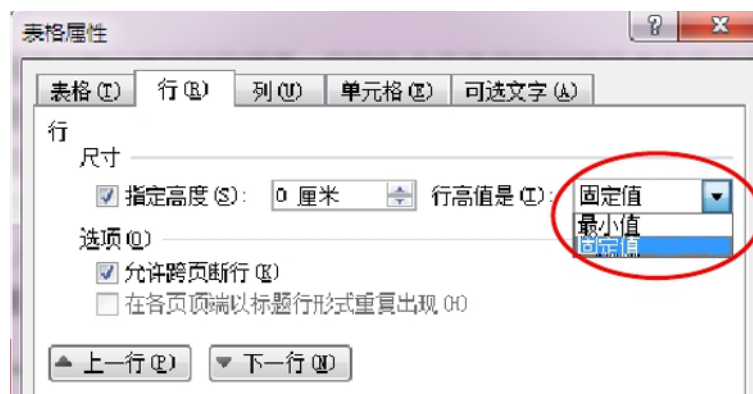 表格属性
表格(T) 行(R) 列(U) 单元格(E) 可选文字(A)
行
尺寸
指定高度(S): 0 厘米 行高值是(I): 固定值
最小值
固定值
选项(O)
允许跨页断行(K)
在各页顶端以标题行形式重复出现(H)
上一行(P) 下一行(N)